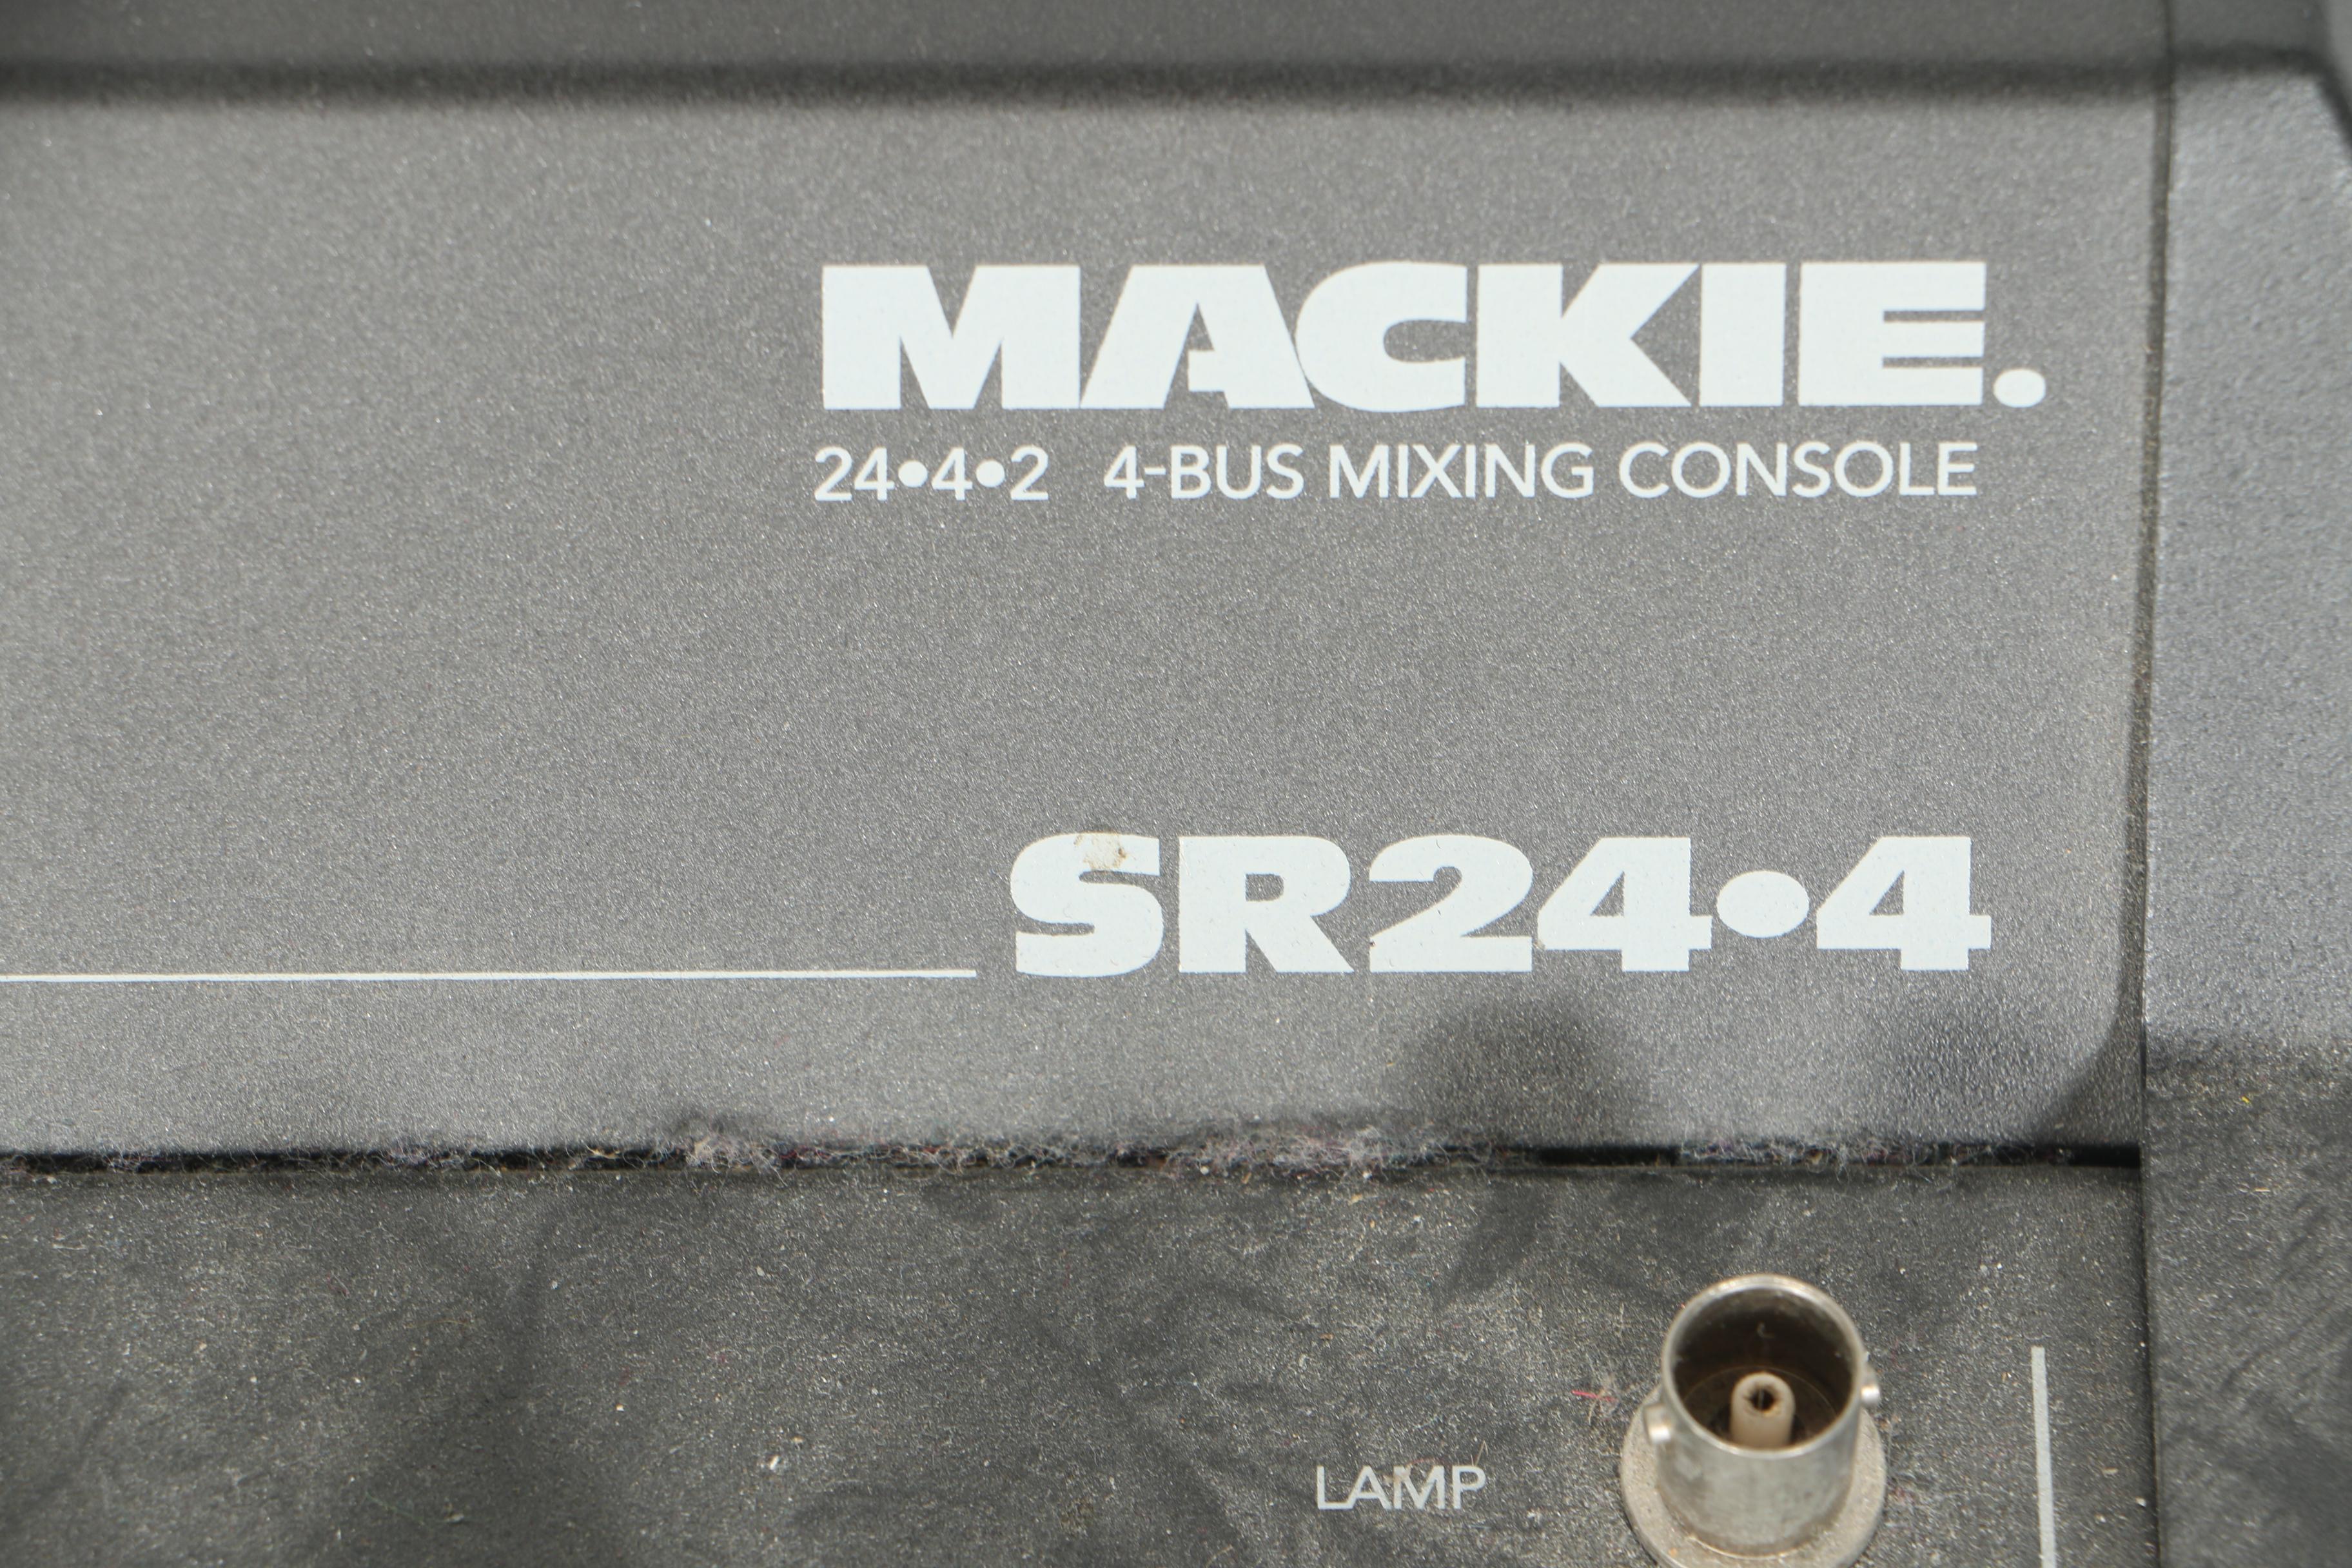 MACKIE.
24•4•2 4-BUS MIXING CONSOLE
SR24•4
LAMP